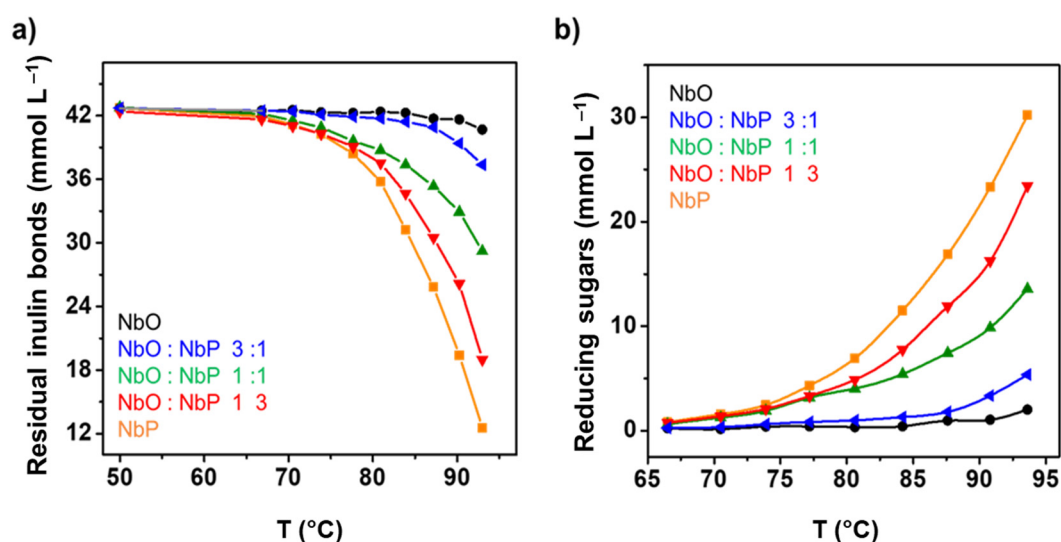 a)
Residual inulin bonds (mmol L⁻¹)
42
36
30
24
18
12
NbO
NbO : NbP 3 :1
NbO : NbP 1 :1
NbO : NbP 1 3
NbP
50 60 70 80 90
T (°C)
b)
Reducing sugars (mmol L⁻¹)
30
20
10
0
NbO
NbO : NbP 3 :1
NbO : NbP 1 :1
NbO : NbP 1 3
NbP
65 70 75 80 85 90 95
T (°C)